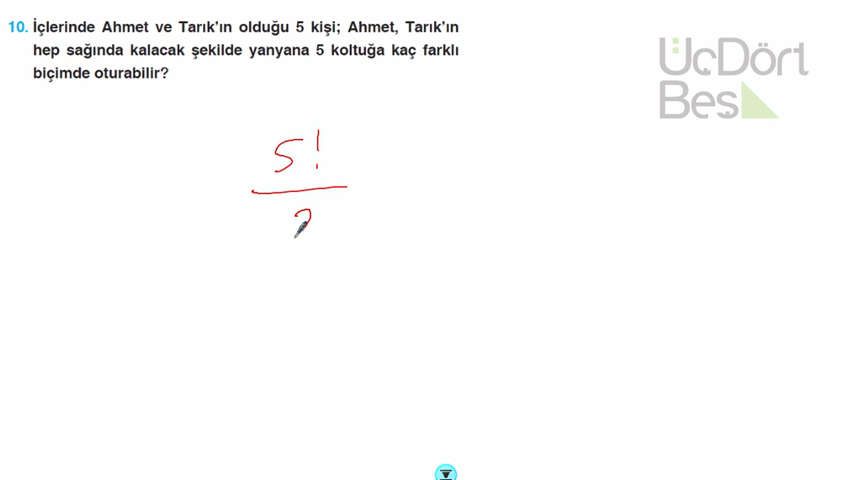 10. İçlerinde Ahmet ve Tarık'ın olduğu 5 kişi; Ahmet, Tarık'ın
hep sağında kalacak şekilde yanyana 5 koltuğa kaç farklı
biçimde oturabilir?
ÜçDört
Beş
5!
2